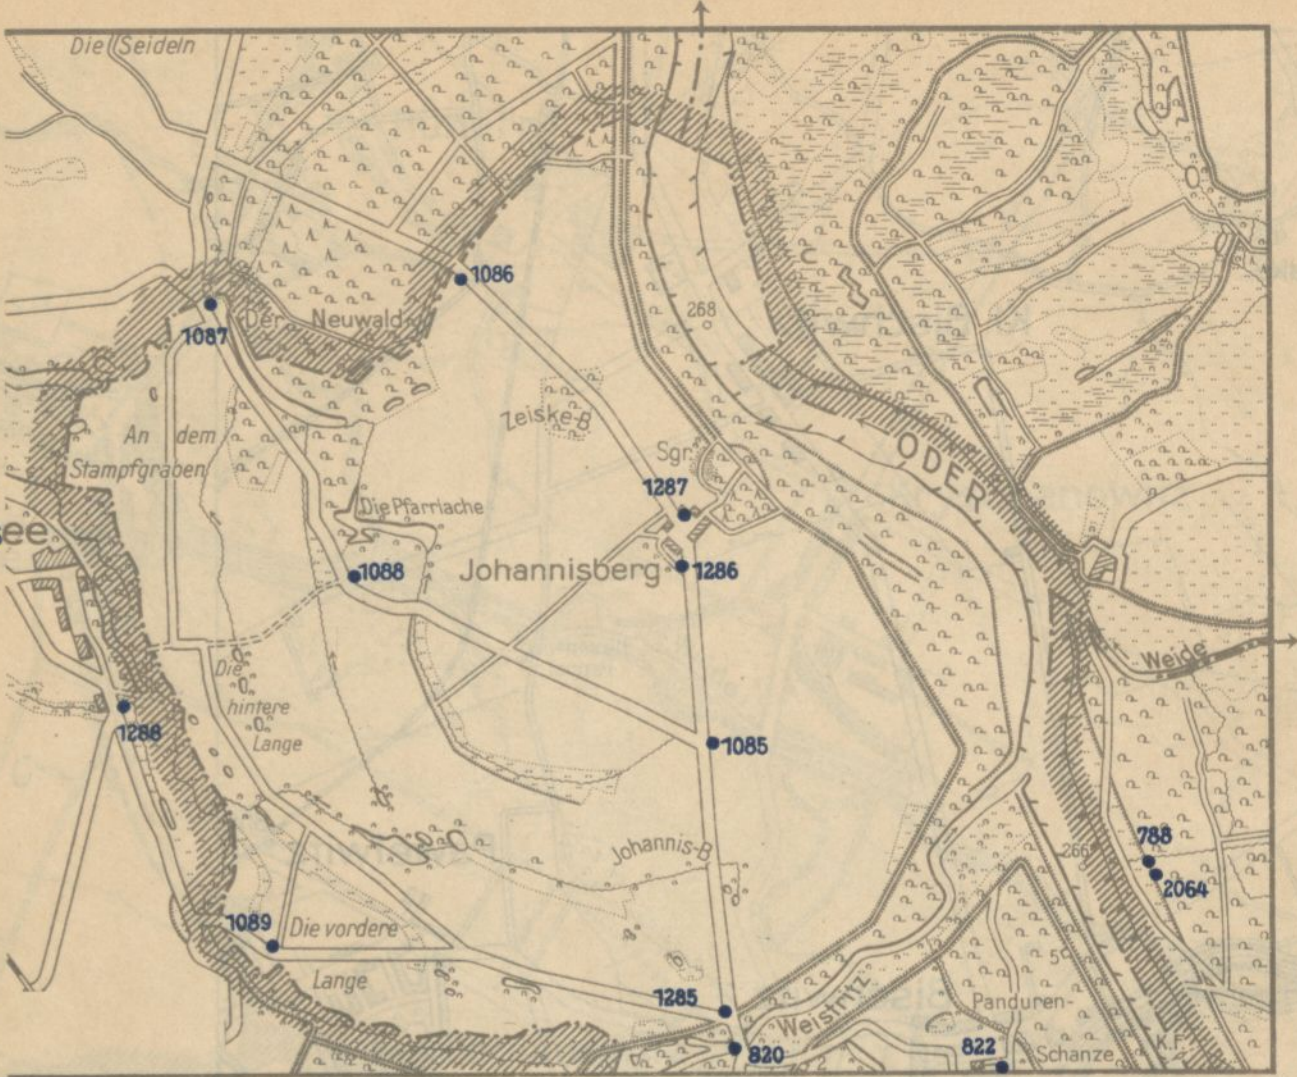 Die Seideln
1086
268
Der Neuwald
1087
Zeiske-B
ODER
An dem
Stampfgraben
Sgr.
1287
Die Pfarrlache
see
1088
Johannisberg
1286
Weide
Die
hintere
Lange
1288
1085
788
Johannis-B
266
2064
1089
Die vordere
Lange
5
1285
Weistritz
Panduren-
Schanze
K.F.
820
2
822